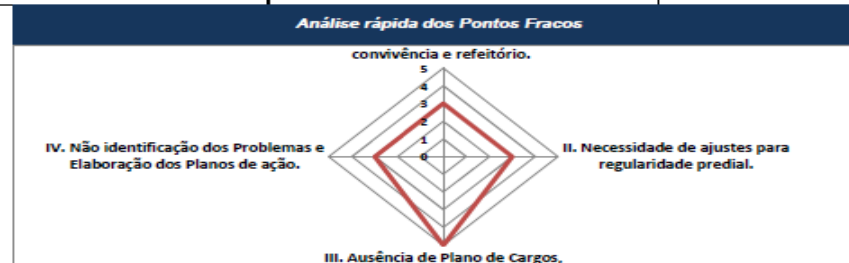 Análise rápida dos Pontos Fracos
convivência e refeitório.
5
4
3
2
1
0
IV. Não identificação dos Problemas e
Elaboração dos Planos de ação.
II. Necessidade de ajustes para
regularidade predial.
III. Ausência de Plano de Cargos,